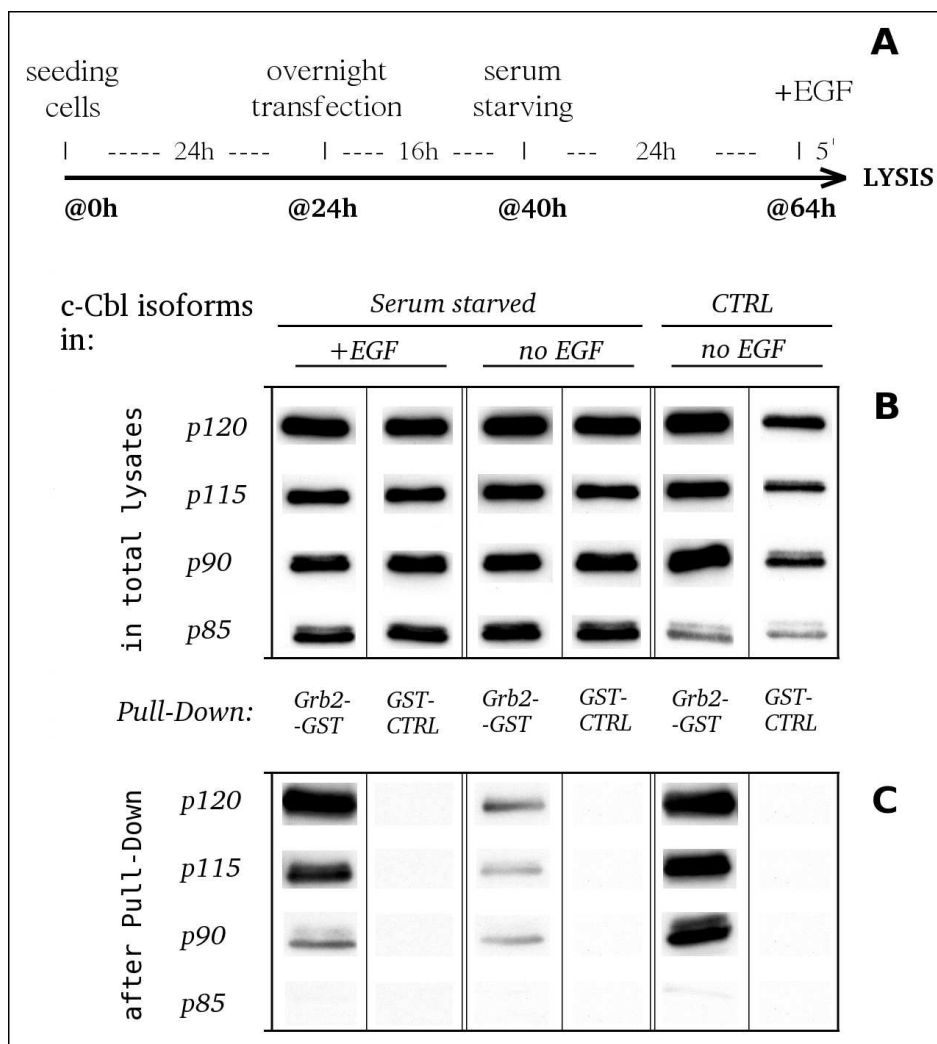 A
seeding cells
overnight transfection
serum starving
+EGF
| ----- 24h ---- | ---- 16h ---- | --- 24h ---- | 5'
LYSIS
@0h @24h @40h @64h
c-Cbl isoforms in:
Serum starved CTRL
+EGF no EGF no EGF
B
in total lysates
p120
p115
p90
p85
Pull-Down:
Grb2- GST- Grb2- GST- Grb2- GST-
-GST CTRL -GST CTRL -GST CTRL
C
after Pull-Down
p120
p115
p90
p85